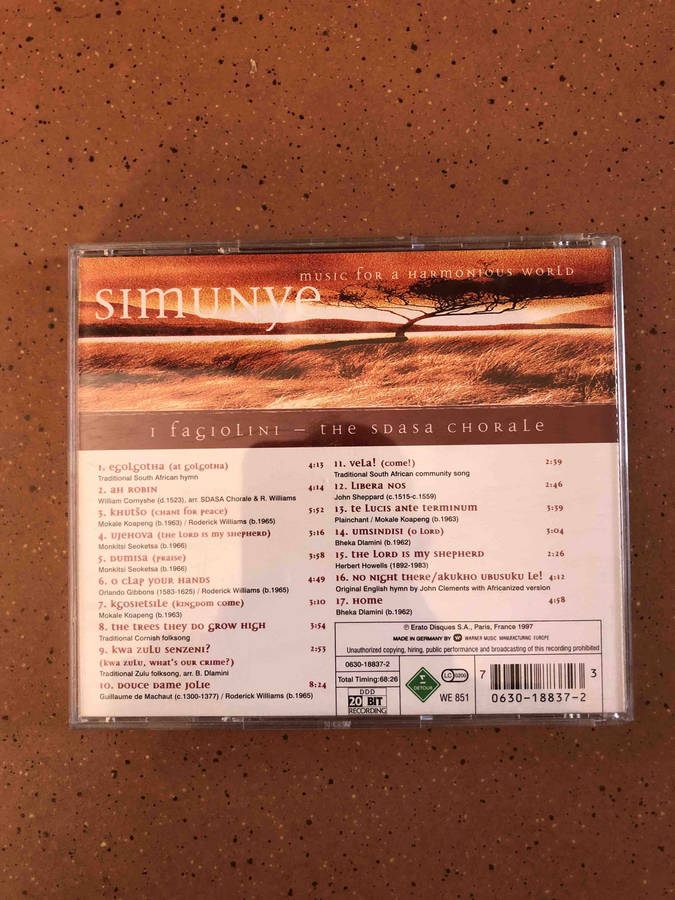 MUSIC FOR A HARMONIOUS WORLD
SIMUNYE
I FAGIOLINI – THE SDASA CHORALE
1. EGOLGOTHA (AT GOLGOTHA) 4:13
Traditional South African hymn
2. AH ROBIN 4:14
William Cornyshe (d.1523), arr. SDASA Chorale & R. Williams
3. KHUTŠO (CHANT FOR PEACE) 5:52
Mokale Koapeng (b.1963) / Roderick Williams (b.1965)
4. UJEHOVA (THE LORD IS MY SHEPHERD) 3:16
Monkitsi Seoketsa (b.1966)
5. DUMISA (PRAISE) 3:58
Monkitsi Seoketsa (b.1966)
6. O CLAP YOUR HANDS 4:49
Orlando Gibbons (1583-1625) / Roderick Williams (b.1965)
7. KGOSIETSILE (KINGDOM COME) 3:10
Mokale Koapeng (b.1963)
8. THE TREES THEY DO GROW HIGH 3:54
Traditional Cornish folksong
9. KWA ZULU SENZENI? 2:53
(KWA ZULU, WHAT'S OUR CRIME?)
Traditional Zulu folksong, arr. B. Dlamini
10. DOUCE DAME JOLIE 8:24
Guillaume de Machaut (c.1300-1377) / Roderick Williams (b.1965)
11. VELA! (COME!) 2:39
Traditional South African community song
12. LIBERA NOS 2:46
John Sheppard (c.1515-c.1559)
13. TE LUCIS ANTE TERMINUM 3:39
Plainchant / Mokale Koapeng (b.1963)
14. UMSINDISI (O LORD) 3:04
Bheka Dlamini (b.1962)
15. THE LORD IS MY SHEPHERD 2:26
Herbert Howells (1892-1983)
16. NO NIGHT THERE/AKUKHO UBUSUKU LE! 4:12
Original English hymn by John Clements with Africanized version
17. HOME 4:58
Bheka Dlamini (b.1962)
℗ Erato Disques S.A., Paris, France 1997
MADE IN GERMANY BY WARNER MUSIC MANUFACTURING EUROPE
Unauthorized copying, hiring, public performance and broadcasting of this recording prohibited
0630-18837-2
Total Timing:68:26
DDD
20 BIT
RECORDING
DETOUR
LC 0200
WE 851
7 0630-18837-2 3